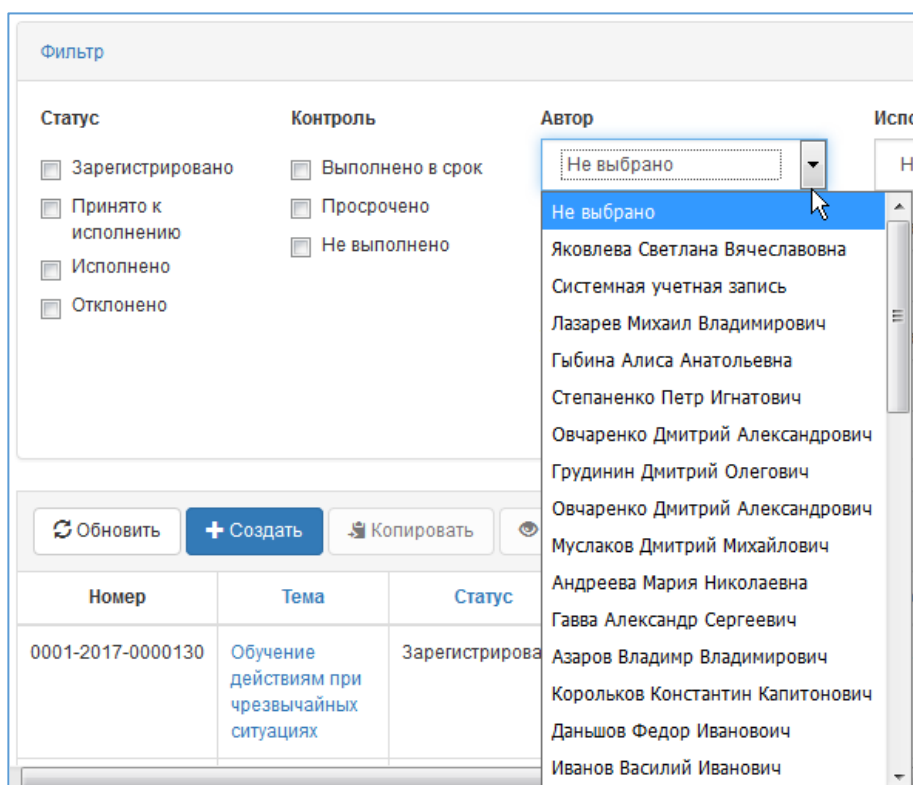 Фильтр
Статус
Контроль
Автор
Зарегистрировано
Принято к
исполнению
Исполнено
Отклонено
Выполнено в срок
Просрочено
Не выполнено
Не выбрано
Не выбрано
Яковлева Светлана Вячеславовна
Системная учетная запись
Лазарев Михаил Владимирович
Гыбина Алиса Анатольевна
Степаненко Петр Игнатович
Овчаренко Дмитрий Александрович
Грудинин Дмитрий Олегович
Овчаренко Дмитрий Александрович
Муслаков Дмитрий Михайлович
Андреева Мария Николаевна
Гавва Александр Сергеевич
Азаров Владимр Владимирович
Корольков Константин Капитонович
Даньшов Федор Иванововоич
Иванов Василий Иванович
Обновить
Создать
Копировать
Номер
Тема
Статус
0001-2017-0000130
Обучение
действиям при
чрезвычайных
ситуациях
Зарегистрирова